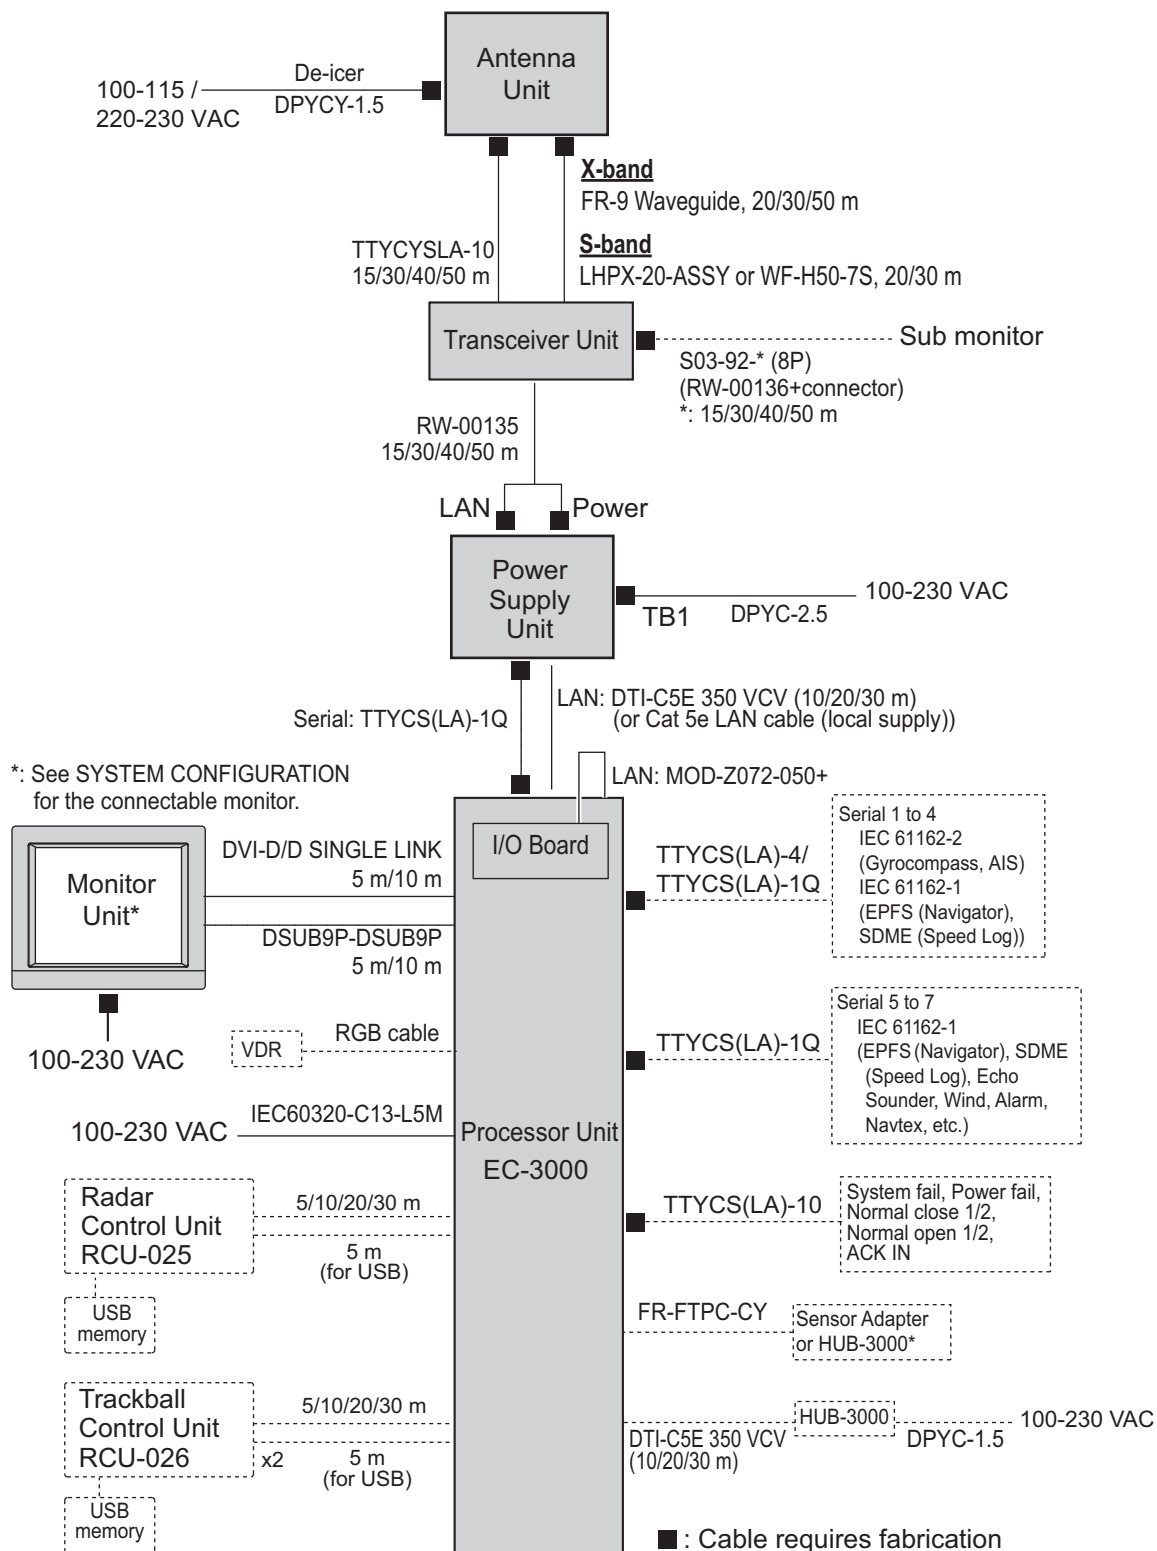 Antenna
Unit
De-icer
100-115 /
220-230 VAC
DPYCY-1.5
X-band
FR-9 Waveguide, 20/30/50 m
TTYCYSLA-10
15/30/40/50 m
S-band
LHPX-20-ASSY or WF-H50-7S, 20/30 m
Transceiver Unit
Sub monitor
S03-92-* (8P)
(RW-00136+connector)
*: 15/30/40/50 m
RW-00135
15/30/40/50 m
LAN
Power
Power
Supply
Unit
TB1
DPYC-2.5
100-230 VAC
Serial: TTYCS(LA)-1Q
LAN: DTI-C5E 350 VCV (10/20/30 m)
(or Cat 5e LAN cable (local supply))
LAN: MOD-Z072-050+
*: See SYSTEM CONFIGURATION
for the connectable monitor.
Monitor
Unit*
100-230 VAC
DVI-D/D SINGLE LINK
5 m/10 m
DSUB9P-DSUB9P
5 m/10 m
I/O Board
TTYCS(LA)-4/
TTYCS(LA)-1Q
Serial 1 to 4
IEC 61162-2
(Gyrocompass, AIS)
IEC 61162-1
(EPFS (Navigator),
SDME (Speed Log))
VDR
RGB cable
TTYCS(LA)-1Q
Serial 5 to 7
IEC 61162-1
(EPFS (Navigator), SDME
(Speed Log), Echo
Sounder, Wind, Alarm,
Navtex, etc.)
100-230 VAC
IEC60320-C13-L5M
Processor Unit
EC-3000
Radar
Control Unit
RCU-025
5/10/20/30 m
5 m
(for USB)
USB
memory
TTYCS(LA)-10
System fail, Power fail,
Normal close 1/2,
Normal open 1/2,
ACK IN
FR-FTPC-CY
Sensor Adapter
or HUB-3000*
Trackball
Control Unit
RCU-026
x2
5/10/20/30 m
5 m
(for USB)
USB
memory
DTI-C5E 350 VCV
(10/20/30 m)
HUB-3000
DPYC-1.5
100-230 VAC
: Cable requires fabrication